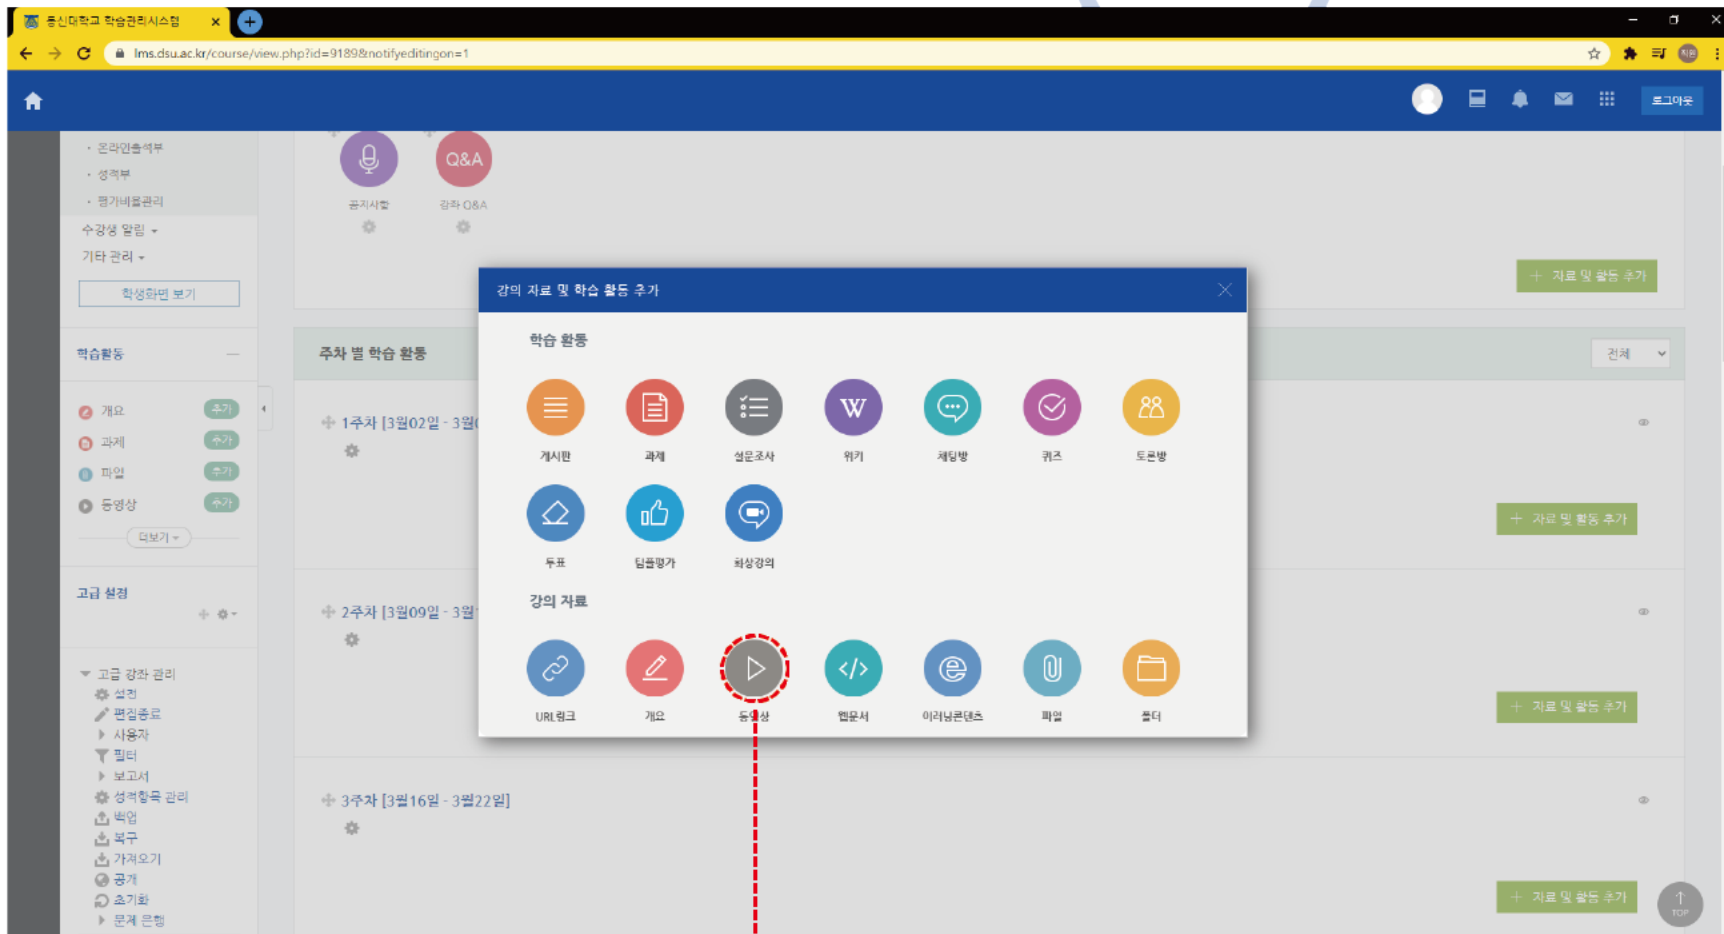 동신대학교 학습관리시스템
lms.dsu.ac.kr/course/view.php?id=9189&notifyeditingon=1
로그아웃
온라인출석부
성적부
평가비율관리
수강생 알림
기타 관리
학생화면 보기
Q&A
공지사항
강좌 Q&A
+ 자료 및 활동 추가
학습활동
개요 추가
과제 추가
파일 추가
동영상 추가
더보기
고급 설정
고급 강좌 관리
설정
편집종료
사용자
필터
보고서
성적항목 관리
백업
복구
가져오기
공개
초기화
문제 은행
주차 별 학습 활동
전체
1주차 [3월02일 - 3월0
+ 자료 및 활동 추가
2주차 [3월09일 - 3월
+ 자료 및 활동 추가
3주차 [3월16일 - 3월22일]
+ 자료 및 활동 추가
TOP
강의 자료 및 학습 활동 추가
학습 활동
W
게시판 과제 설문조사 위키 채팅방 퀴즈 토론방
투표 팀플평가 화상강의
강의 자료
</>
URL링크 개요 동영상 웹문서 이러닝콘텐츠 파일 폴더